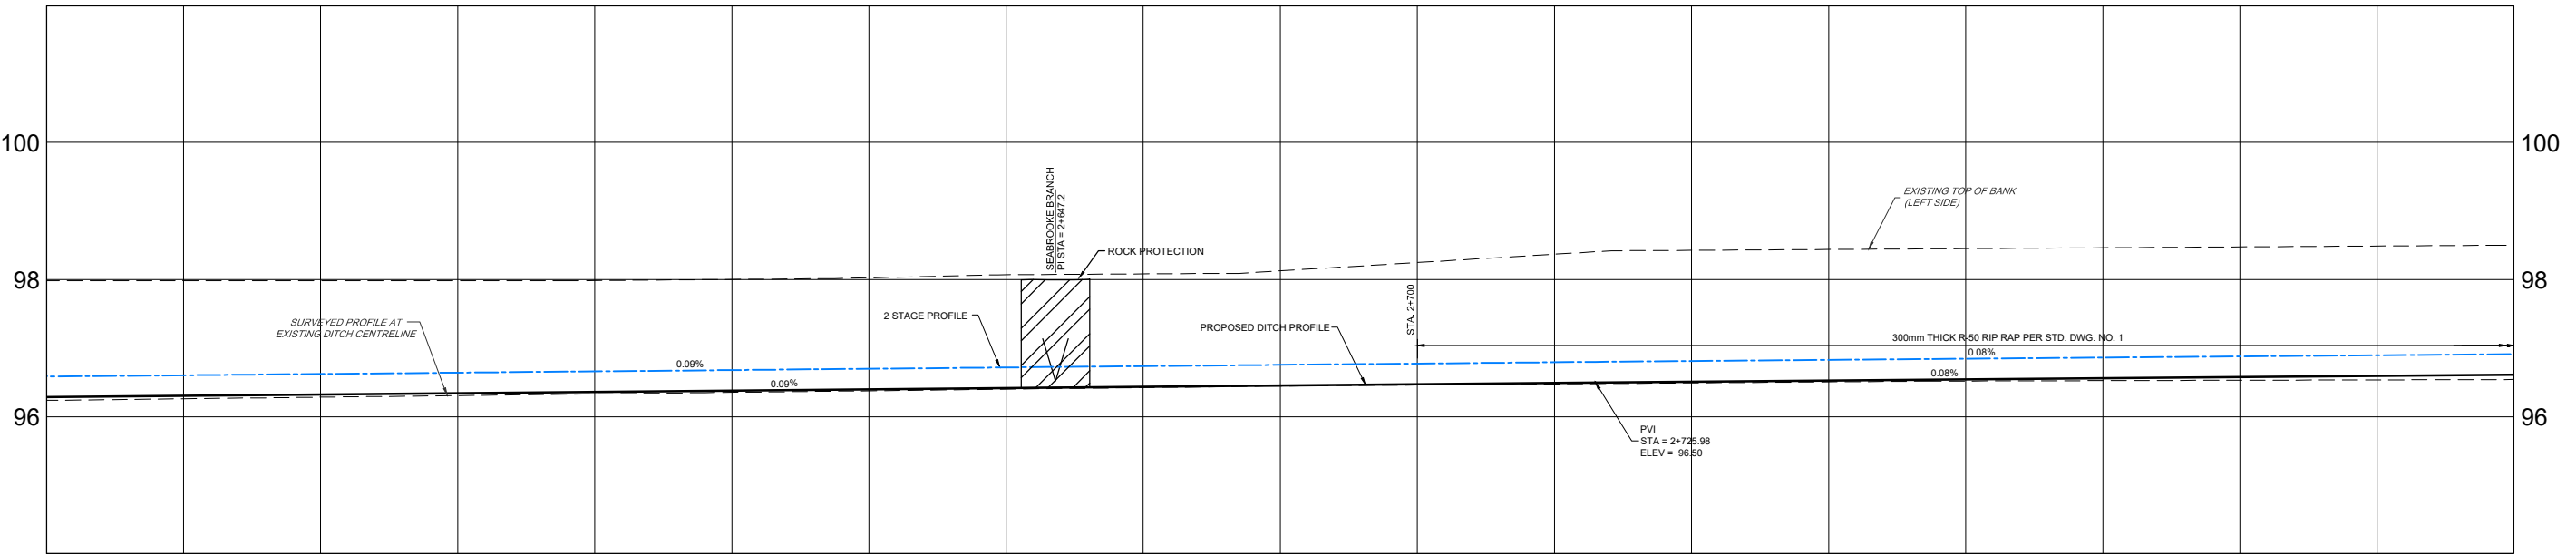 100
100
SEABROOKE BRANCH
PI STA = 2+647.2
EXISTING TOP OF BANK
(LEFT SIDE)
ROCK PROTECTION
98
98
STA. 2+700
2 STAGE PROFILE
SURVEYED PROFILE AT
EXISTING DITCH CENTRELINE
PROPOSED DITCH PROFILE
300mm THICK R-50 RIP RAP PER STD. DWG. NO. 1
0.09%
0.08%
0.09%
0.08%
96
96
PVI
STA = 2+725.98
ELEV = 96.50